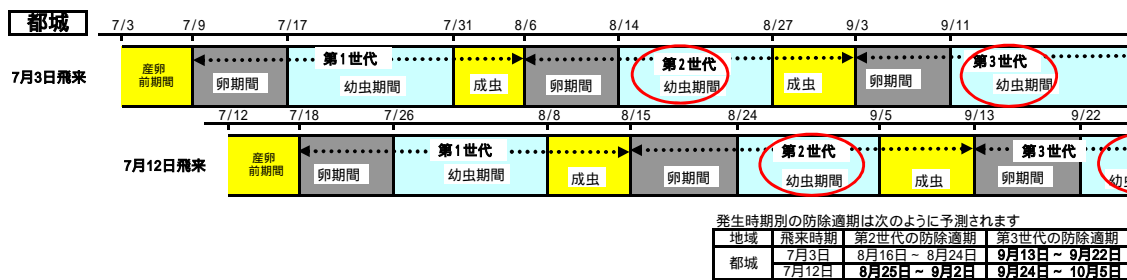 都城
7/3 7/9 7/17 7/31 8/6 8/14 8/27 9/3 9/11
7月3日飛来
産卵
前期間
卵期間
第1世代
幼虫期間
成虫
卵期間
第2世代
幼虫期間
成虫
卵期間
第3世代
幼虫期間
7/12 7/18 7/26 8/8 8/15 8/24 9/5 9/13 9/22
7月12日飛来
産卵
前期間
卵期間
第1世代
幼虫期間
成虫
卵期間
第2世代
幼虫期間
成虫
第3世代
卵期間
発生時期別の防除適期は次のように予測されます
地域 飛来時期 第2世代の防除適期 第3世代の防除適期
都城 7月3日 8月16日 ~ 8月24日 9月13日 ~ 9月22日
7月12日 8月25日 ~ 9月2日 9月24日 ~ 10月5日